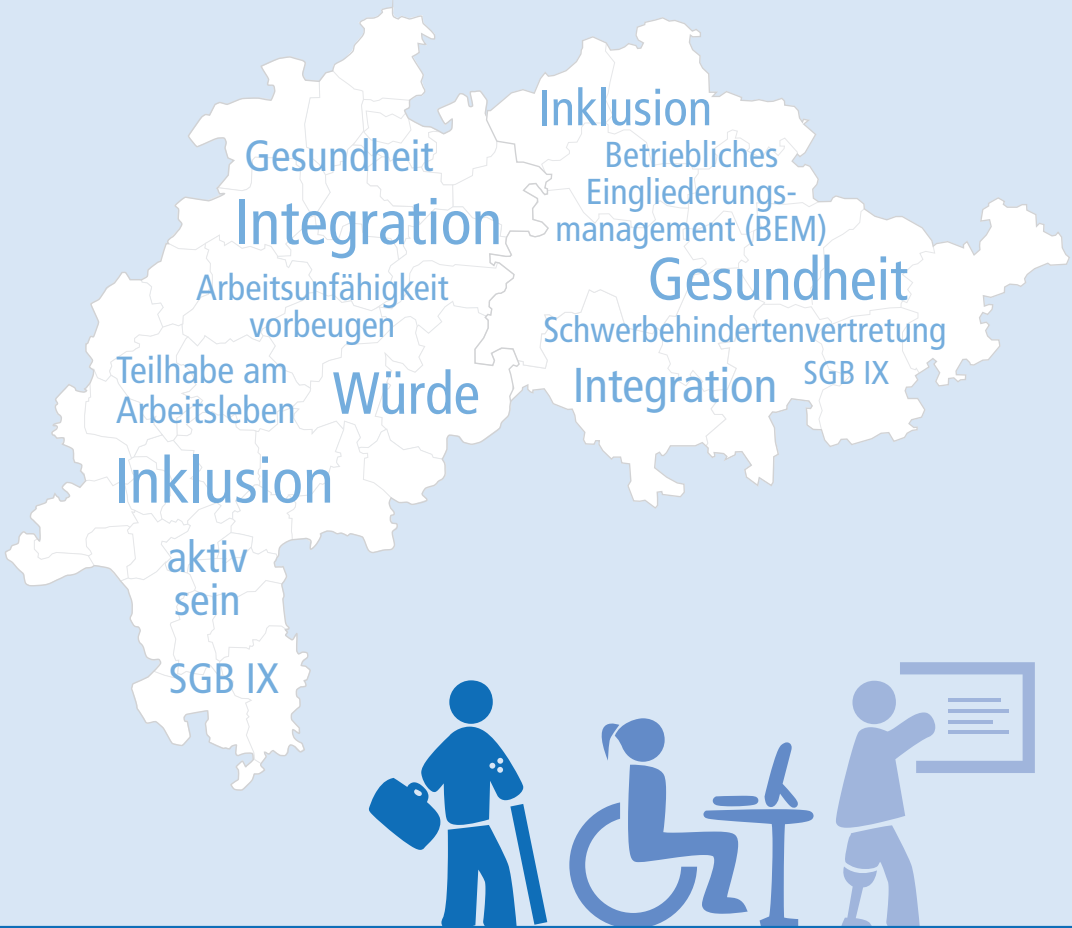 Gesundheit
Integration
Arbeitsunfähigkeit
vorbeugen
Teilhabe am
Arbeitsleben
Würde
Inklusion
aktiv
sein
SGB IX
Inklusion
Betriebliches
Eingliederungs-
management (BEM)
Gesundheit
Schwerbehindertenvertretung
Integration
SGB IX